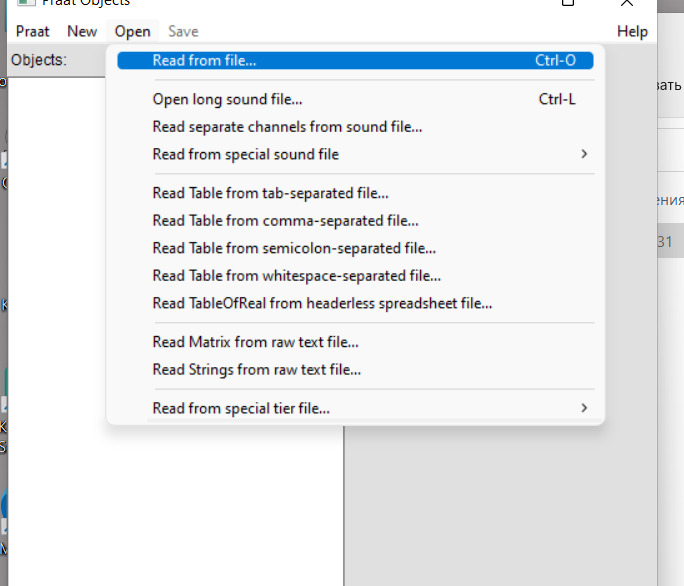 Praat Objects
Praat New Open Save Help
Objects:
Read from file... Ctrl-O
Open long sound file... Ctrl-L
Read separate channels from sound file...
Read from special sound file
Read Table from tab-separated file...
Read Table from comma-separated file...
Read Table from semicolon-separated file...
Read Table from whitespace-separated file...
Read TableOfReal from headerless spreadsheet file...
Read Matrix from raw text file...
Read Strings from raw text file...
Read from special tier file...
вать
ения
31